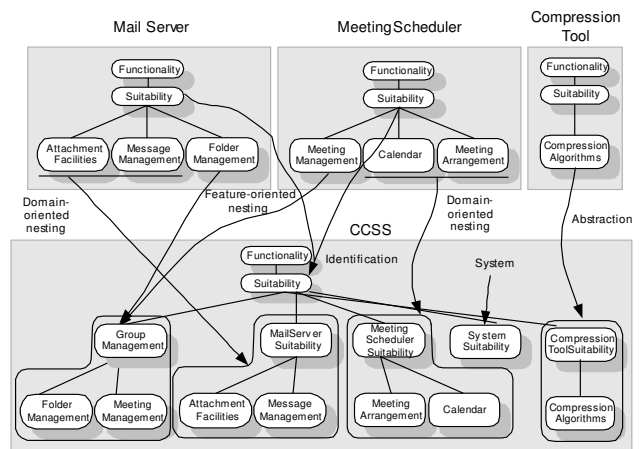 Mail Server
MeetingScheduler
Compression
Tool
Functionality
Suitability
Attachment
Facilities
Message
Management
Folder
Management
Functionality
Suitability
Meeting
Management
Calendar
Meeting
Arrangement
Functionality
Suitability
Compression
Algorithms
Domain-
oriented
nesting
Feature-oriented
nesting
Domain-
oriented
nesting
Abstraction
CCSS
Functionality
Suitability
Identification
System
Group
Management
MailServer
Suitability
Meeting
Scheduler
Suitability
System
Suitability
Compression
ToolSuitability
Folder
Management
Meeting
Management
Attachment
Facilities
Message
Management
Meeting
Arrangement
Calendar
Compression
Algorithms